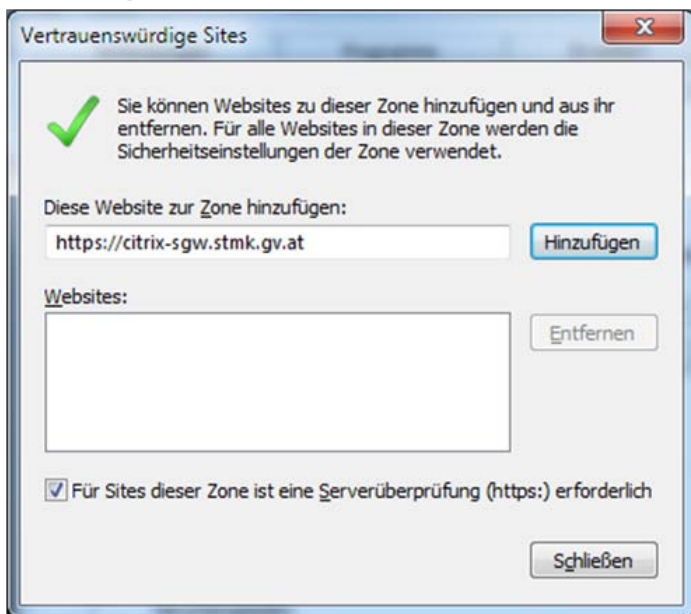 Vertrauenswürdige Sites
Sie können Websites zu dieser Zone hinzufügen und aus ihr
entfernen. Für alle Websites in dieser Zone werden die
Sicherheitseinstellungen der Zone verwendet.
Diese Website zur Zone hinzufügen:
https://citrix-sgw.stmk.gv.at
Hinzufügen
Websites:
Entfernen
Für Sites dieser Zone ist eine Serverüberprüfung (https:) erforderlich
Schließen